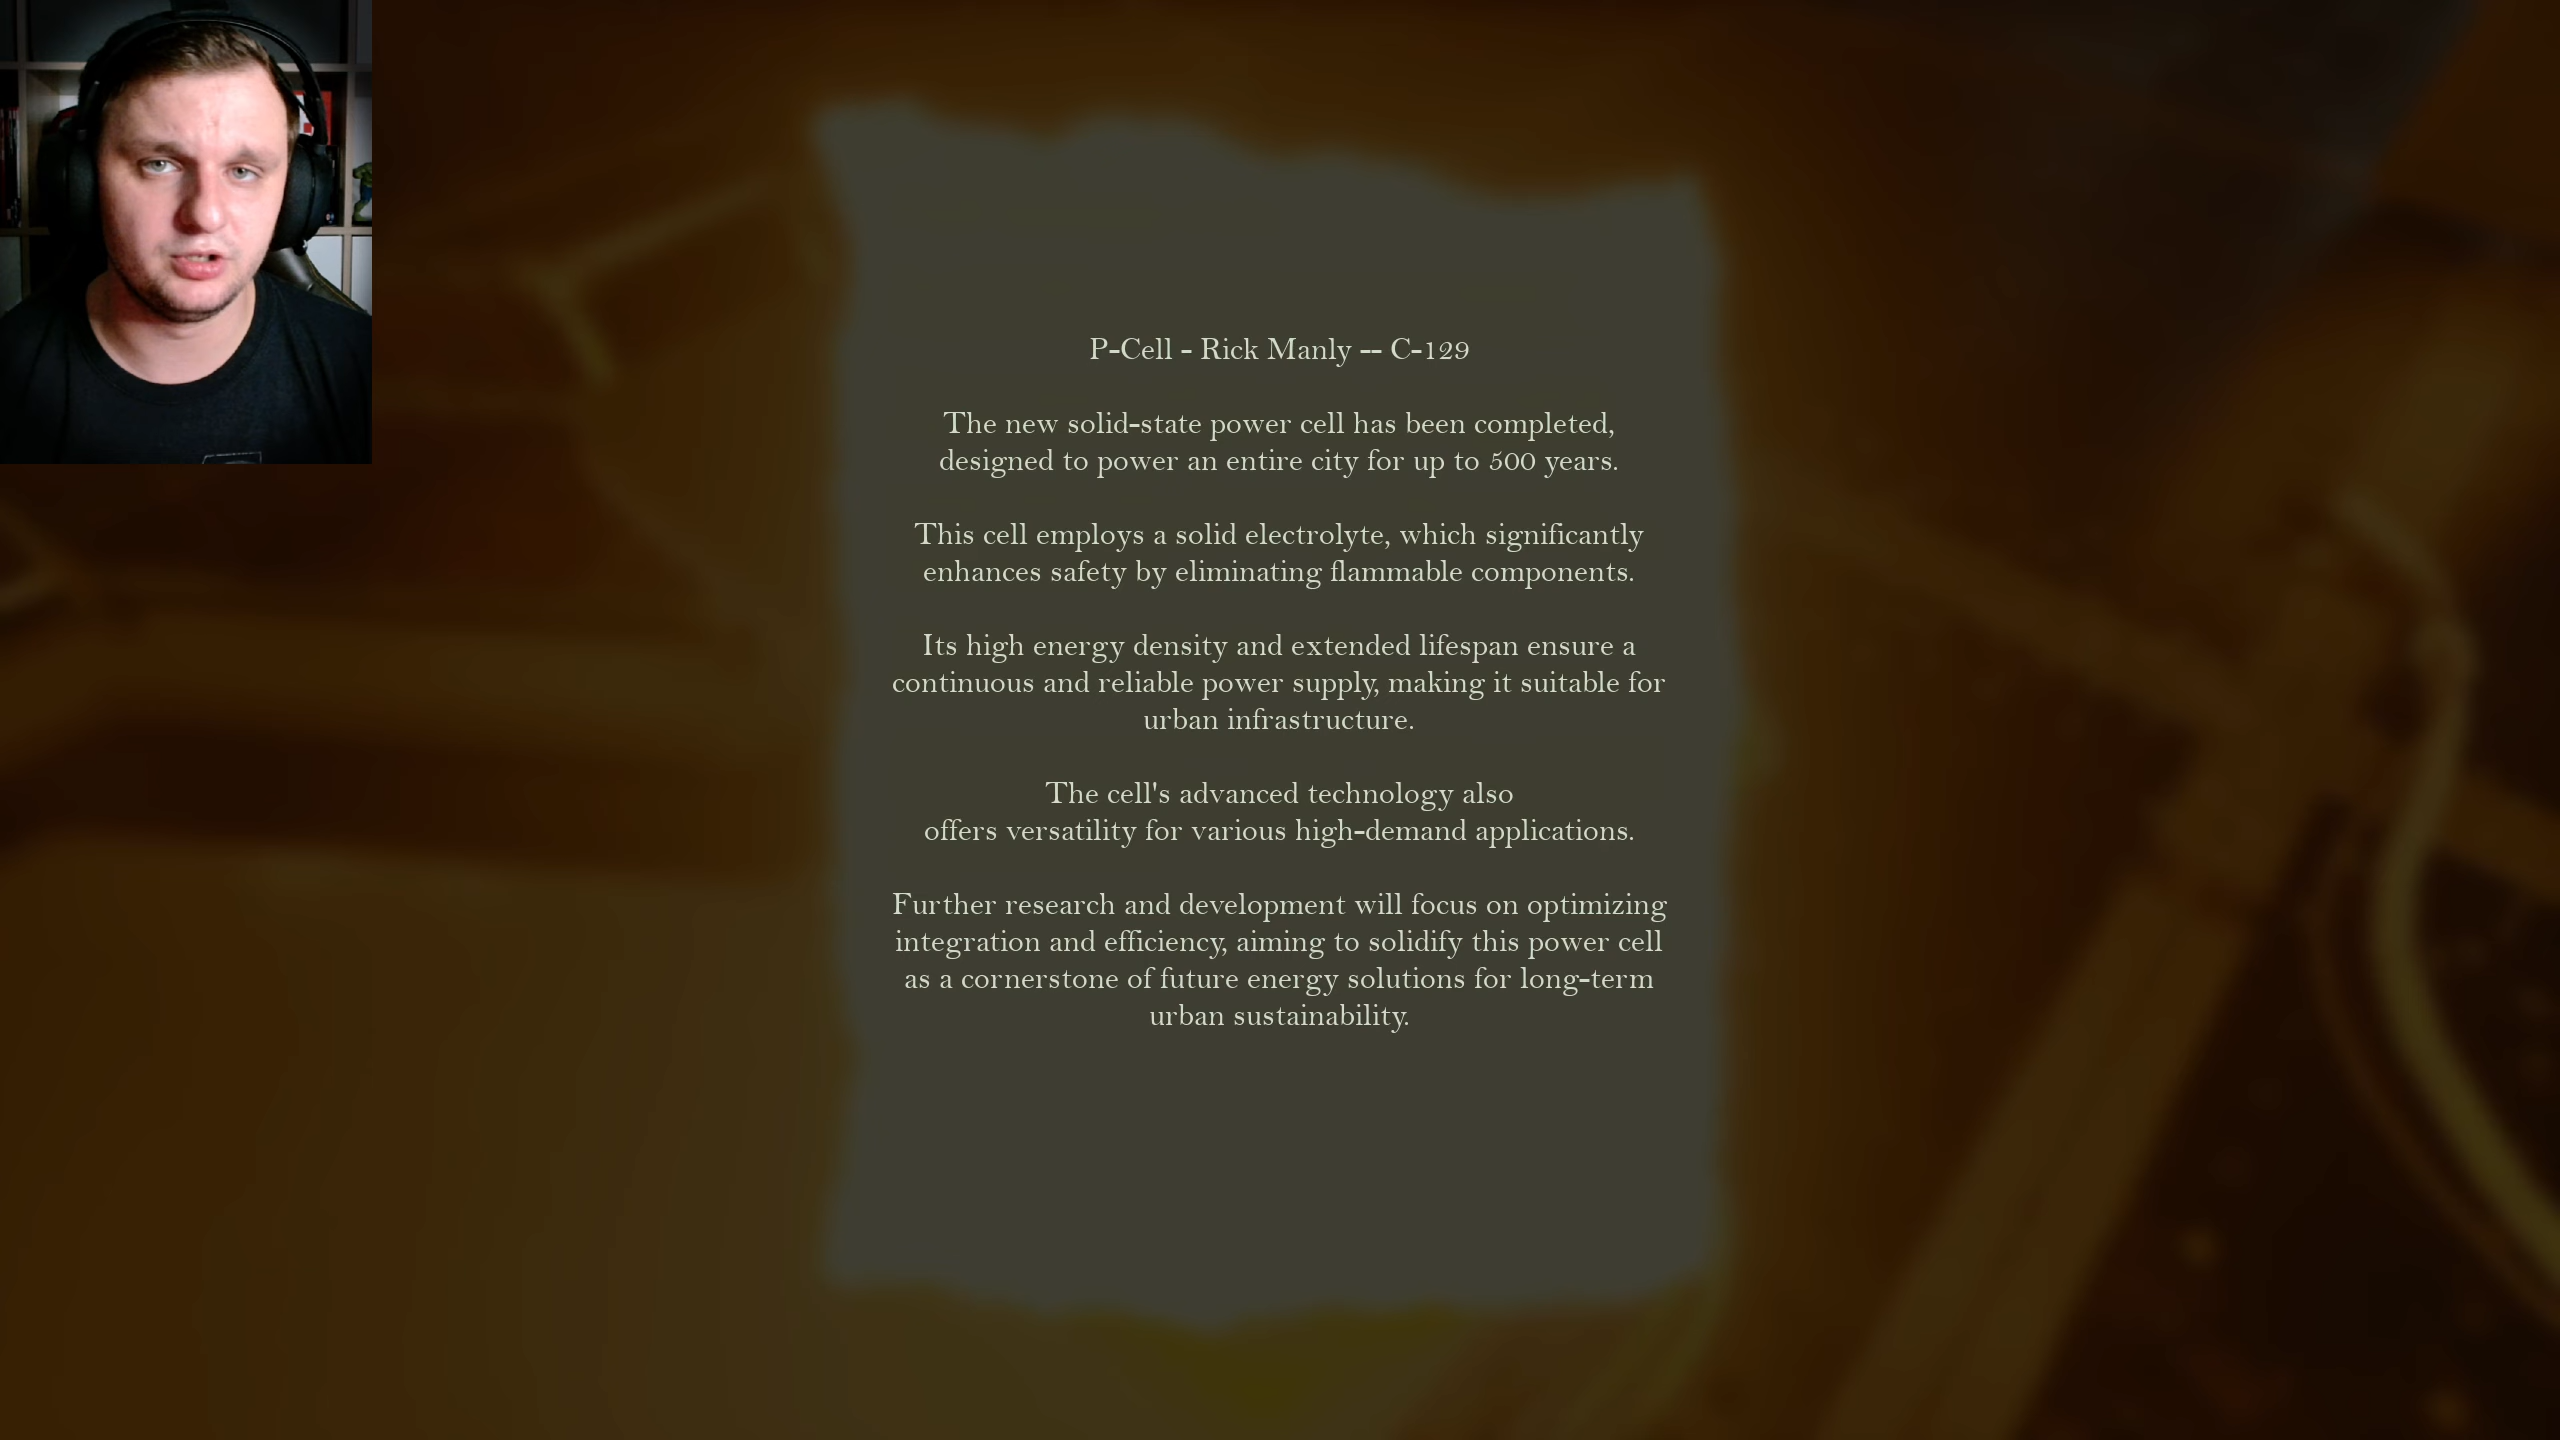 P-Cell - Rick Manly -- C-129
The new solid-state power cell has been completed,
designed to power an entire city for up to 500 years.
This cell employs a solid electrolyte, which significantly
enhances safety by eliminating flammable components.
Its high energy density and extended lifespan ensure a
continuous and reliable power supply, making it suitable for
urban infrastructure.
The cell's advanced technology also
offers versatility for various high-demand applications.
Further research and development will focus on optimizing
integration and efficiency, aiming to solidify this power cell
as a cornerstone of future energy solutions for long-term
urban sustainability.